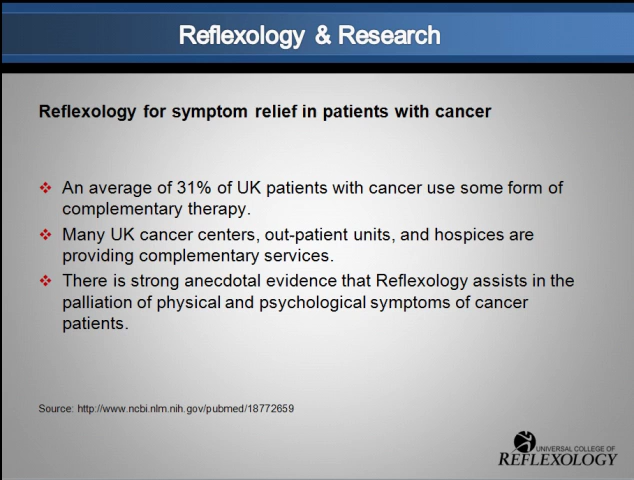 Reflexology & Research
Reflexology for symptom relief in patients with cancer
❖ An average of 31% of UK patients with cancer use some form of
complementary therapy.
❖ Many UK cancer centers, out-patient units, and hospices are
providing complementary services.
❖ There is strong anecdotal evidence that Reflexology assists in the
palliation of physical and psychological symptoms of cancer
patients.
Source: http://www.ncbi.nlm.nih.gov/pubmed/18772659
UNIVERSAL COLLEGE OF
REFLEXOLOGY